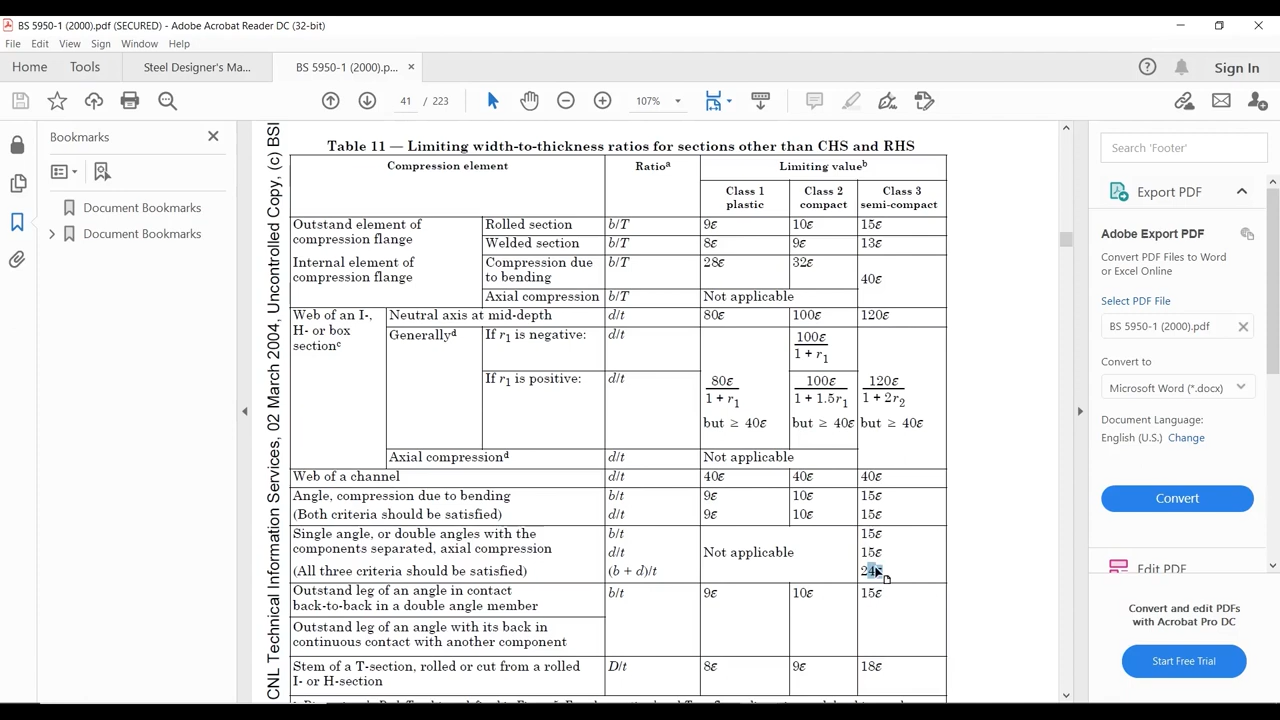 BS 5950-1 (2000).pdf (SECURED) - Adobe Acrobat Reader DC (32-bit)
File Edit View Sign Window Help
Home Tools Steel Designer's Ma... BS 5950-1 (2000).p... ×
Sign In
41 / 223 107%
Bookmarks
Document Bookmarks
Document Bookmarks
CNL Technical Information Services, 02 March 2004, Uncontrolled Copy, (c) BSI
Table 11 — Limiting width-to-thickness ratios for sections other than CHS and RHS
Compression element Ratioᵃ Limiting valueᵇ
Class 1 plastic Class 2 compact Class 3 semi-compact
Outstand element of compression flange Rolled section b/T 9ε 10ε 15ε
Welded section b/T 8ε 9ε 13ε
Internal element of compression flange Compression due to bending b/T 28ε 32ε 40ε
Axial compression b/T Not applicable
Web of an I-, H- or box sectionᶜ Neutral axis at mid-depth d/t 80ε 100ε 120ε
Generallyᵈ If r₁ is negative: d/t 100ε / 1 + r₁
If r₁ is positive: d/t 80ε / 1 + r₁ 100ε / 1 + 1.5r₁ 120ε / 1 + 2r₂
but ≥ 40ε but ≥ 40ε but ≥ 40ε
Axial compressionᵈ d/t Not applicable
Web of a channel d/t 40ε 40ε 40ε
Angle, compression due to bending b/t 9ε 10ε 15ε
(Both criteria should be satisfied) d/t 9ε 10ε 15ε
Single angle, or double angles with the b/t 15ε
components separated, axial compression d/t Not applicable 15ε
(All three criteria should be satisfied) (b + d)/t 24ε
Outstand leg of an angle in contact b/t 9ε 10ε 15ε
back-to-back in a double angle member
Outstand leg of an angle with its back in
continuous contact with another component
Stem of a T-section, rolled or cut from a rolled D/t 8ε 9ε 18ε
I- or H-section
Search 'Footer'
Export PDF
Adobe Export PDF
Convert PDF Files to Word
or Excel Online
Select PDF File
BS 5950-1 (2000).pdf
Convert to
Microsoft Word (*.docx)
Document Language:
English (U.S.) Change
Convert
Edit PDF
Convert and edit PDFs
with Acrobat Pro DC
Start Free Trial